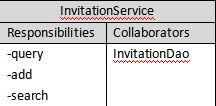 InvitationService
Responsibilities Collaborators
-query InvitationDao
-add
-search